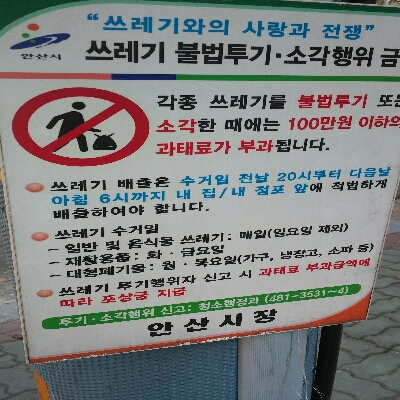 "쓰레기와의 사랑과 전쟁"
안산시
쓰레기 불법투기·소각행위 금
각종 쓰레기를 불법투기 또는
소각한 때에는 100만원 이하의
과태료가 부과됩니다.
쓰레기 배출은 수거일 전날 20시부터 다음날
아침 6시까지 내 집/내 점포 앞에 적법하게
배출하여야 합니다.
쓰레기 수거일
- 일반 및 음식물 쓰레기 : 매일(일요일 제외)
- 재활용품 : 화·금요일
- 대형폐기물 : 월·목요일(가구, 냉장고, 소파 등)
쓰레기 투기행위자 신고 시 과태료 부과금액에
따라 포상금 지급
투기·소각행위 신고 : 청소행정과 (481-3531~4)
안산시장